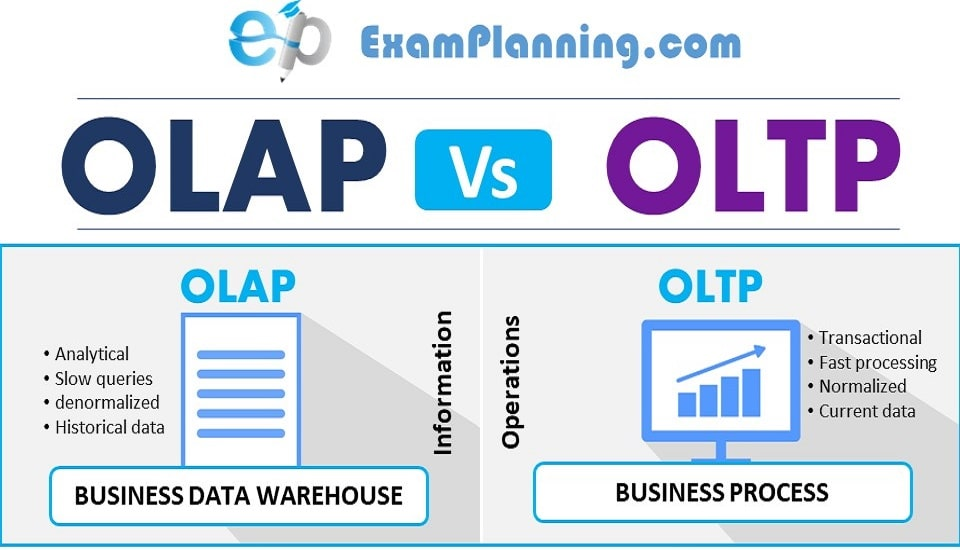 ep ExamPlanning.com
OLAP Vs OLTP
OLAP
• Analytical
• Slow queries
• denormalized
• Historical data
Information
BUSINESS DATA WAREHOUSE
OLTP
Operations
• Transactional
• Fast processing
• Normalized
• Current data
BUSINESS PROCESS